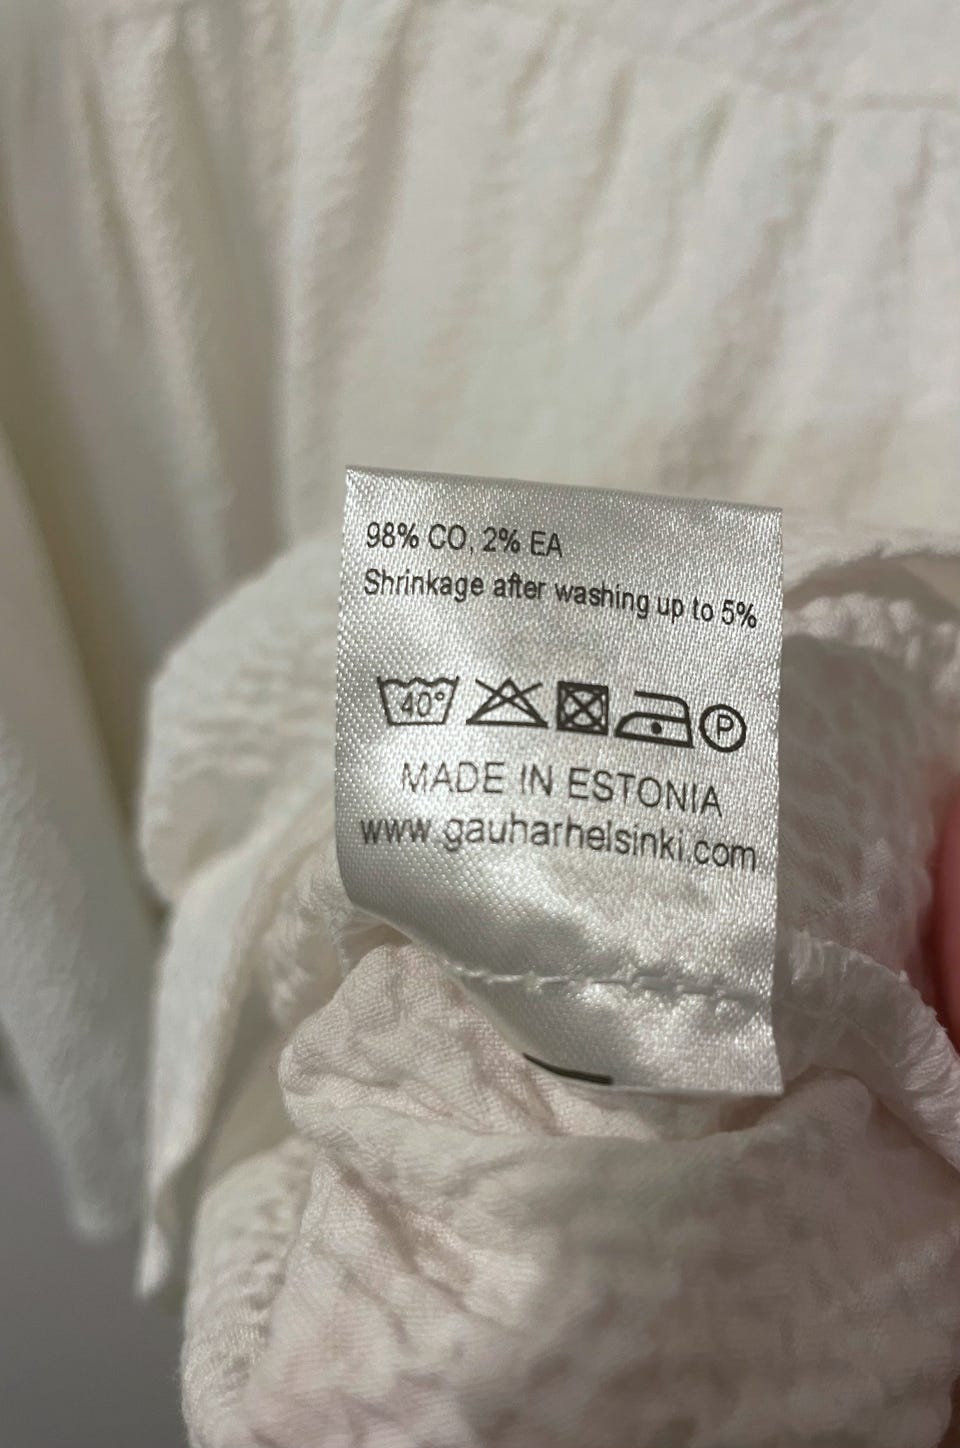 98% CO, 2% EA
Shrinkage after washing up to 5%
40° P
MADE IN ESTONIA
www.gauharhelsinki.com